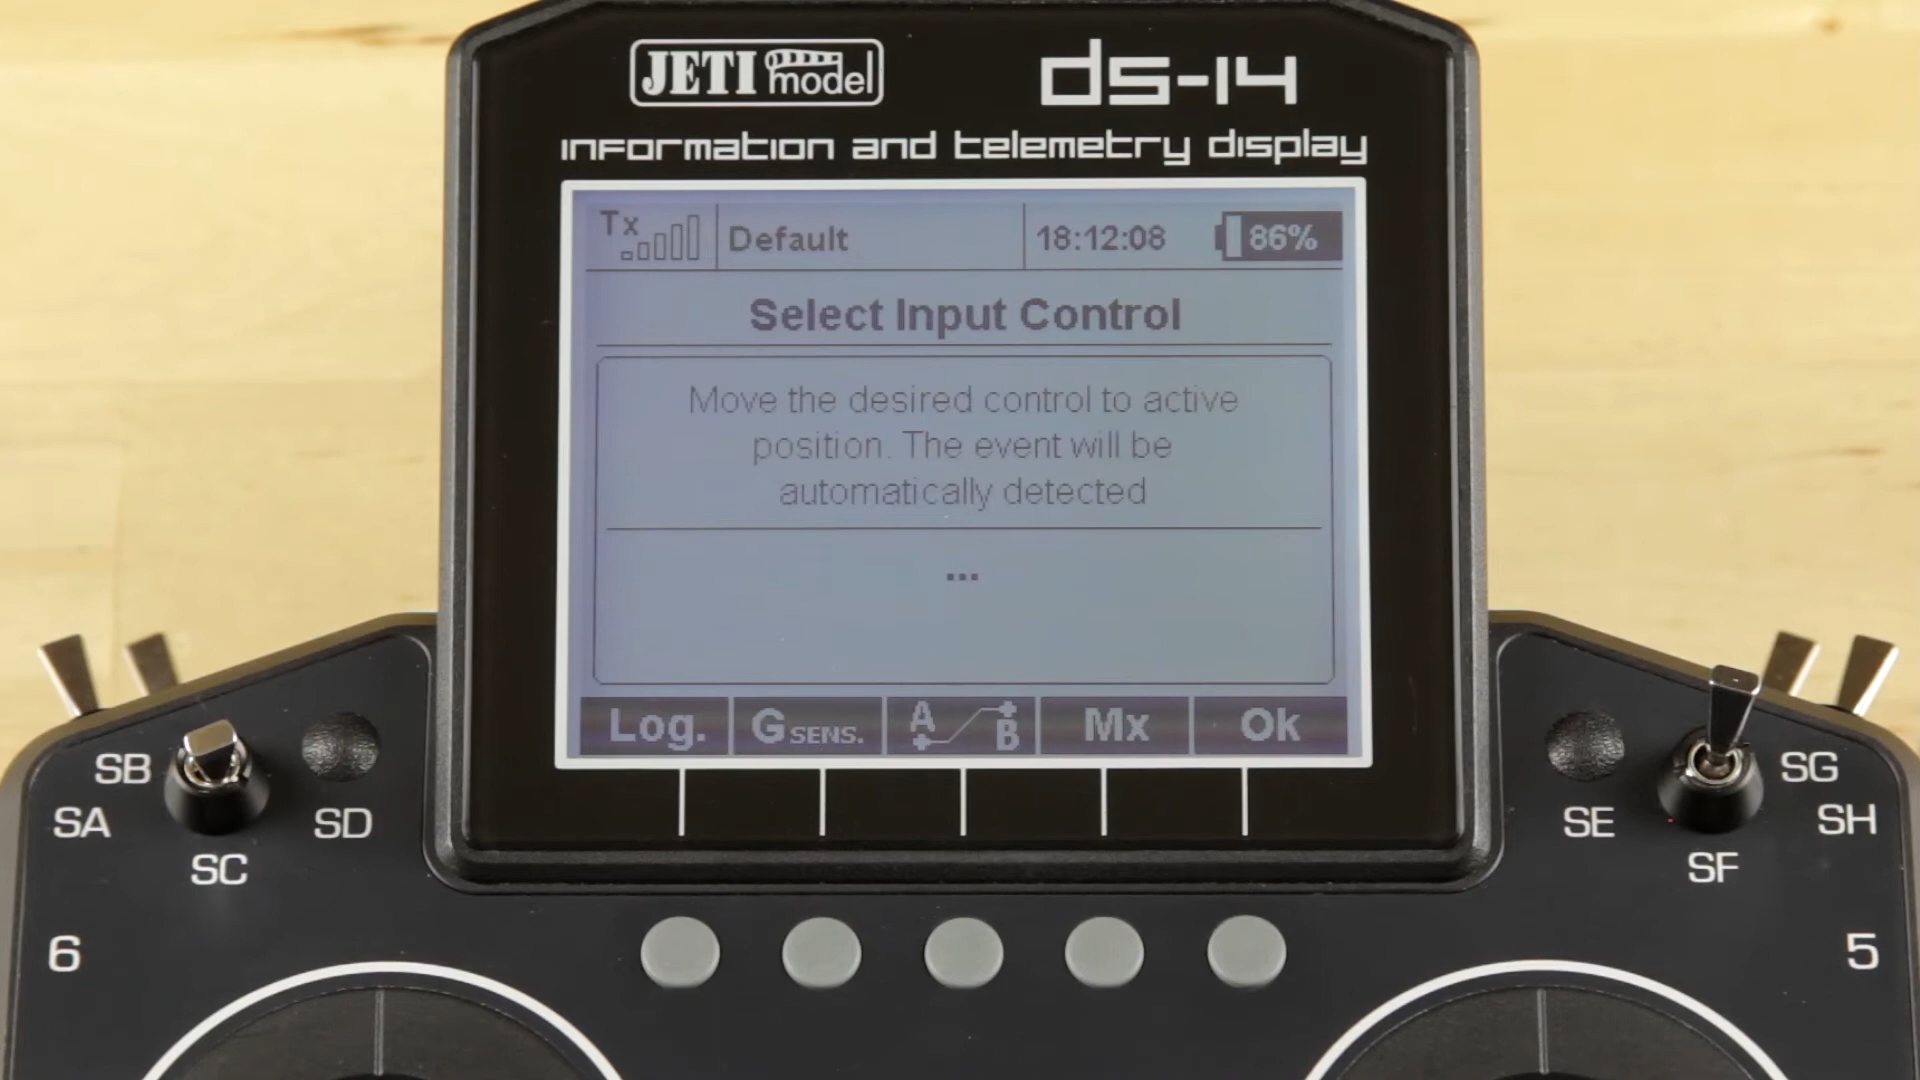 JETI model
ds-14
information and telemetry display
Tx
Default
18:12:08
86%
Select Input Control
Move the desired control to active
position. The event will be
automatically detected
...
Log.
G SENS.
A
B
Mx
Ok
SB
SA
SD
SC
SE
SG
SH
SF
6
5